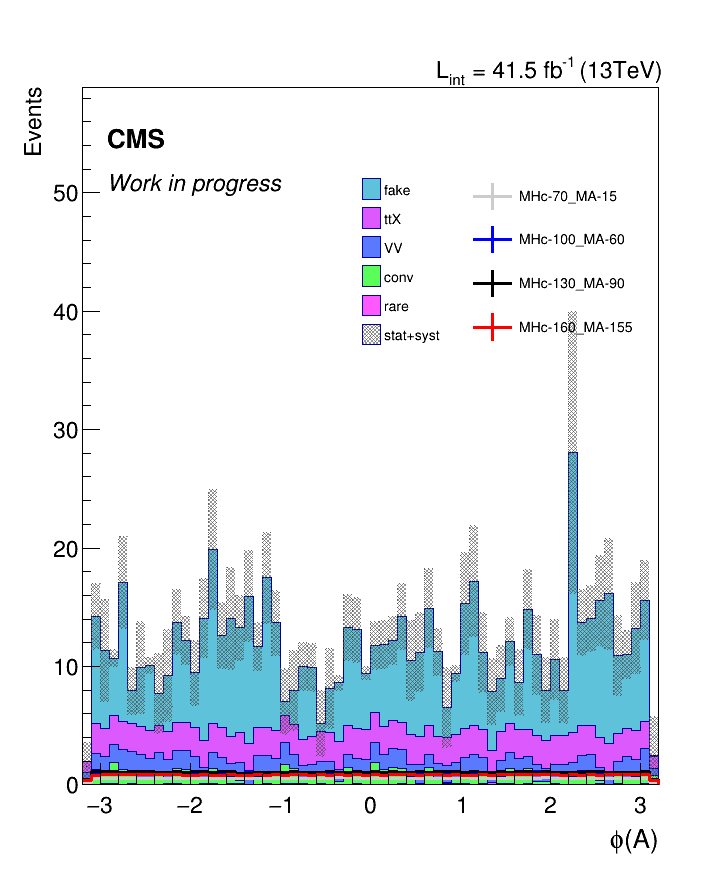 L_int = 41.5 fb^-1 (13TeV)
Events
CMS
Work in progress
fake
ttX
VV
conv
rare
stat+syst
MHc-70_MA-15
MHc-100_MA-60
MHc-130_MA-90
MHc-160_MA-155
50
40
30
20
10
0
−3 −2 −1 0 1 2 3
ϕ(A)